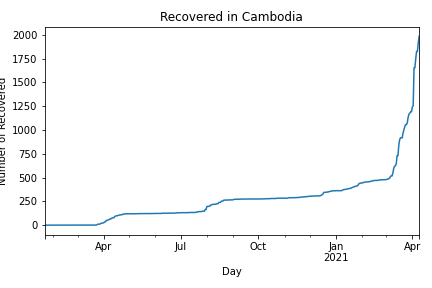 Recovered in Cambodia
Number of Recovered
2000
1750
1500
1250
1000
750
500
250
0
Apr
Jul
Oct
Jan
2021
Apr
Day